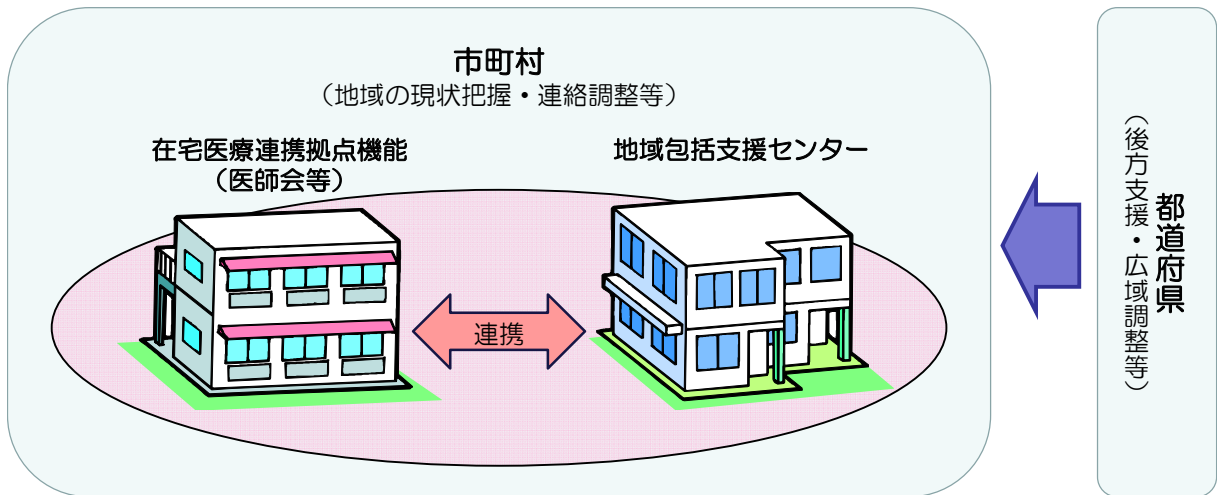 市町村
（地域の現状把握・連絡調整等）
在宅医療連携拠点機能
（医師会等）
地域包括支援センター
連携
都道府県
（後方支援・広域調整等）